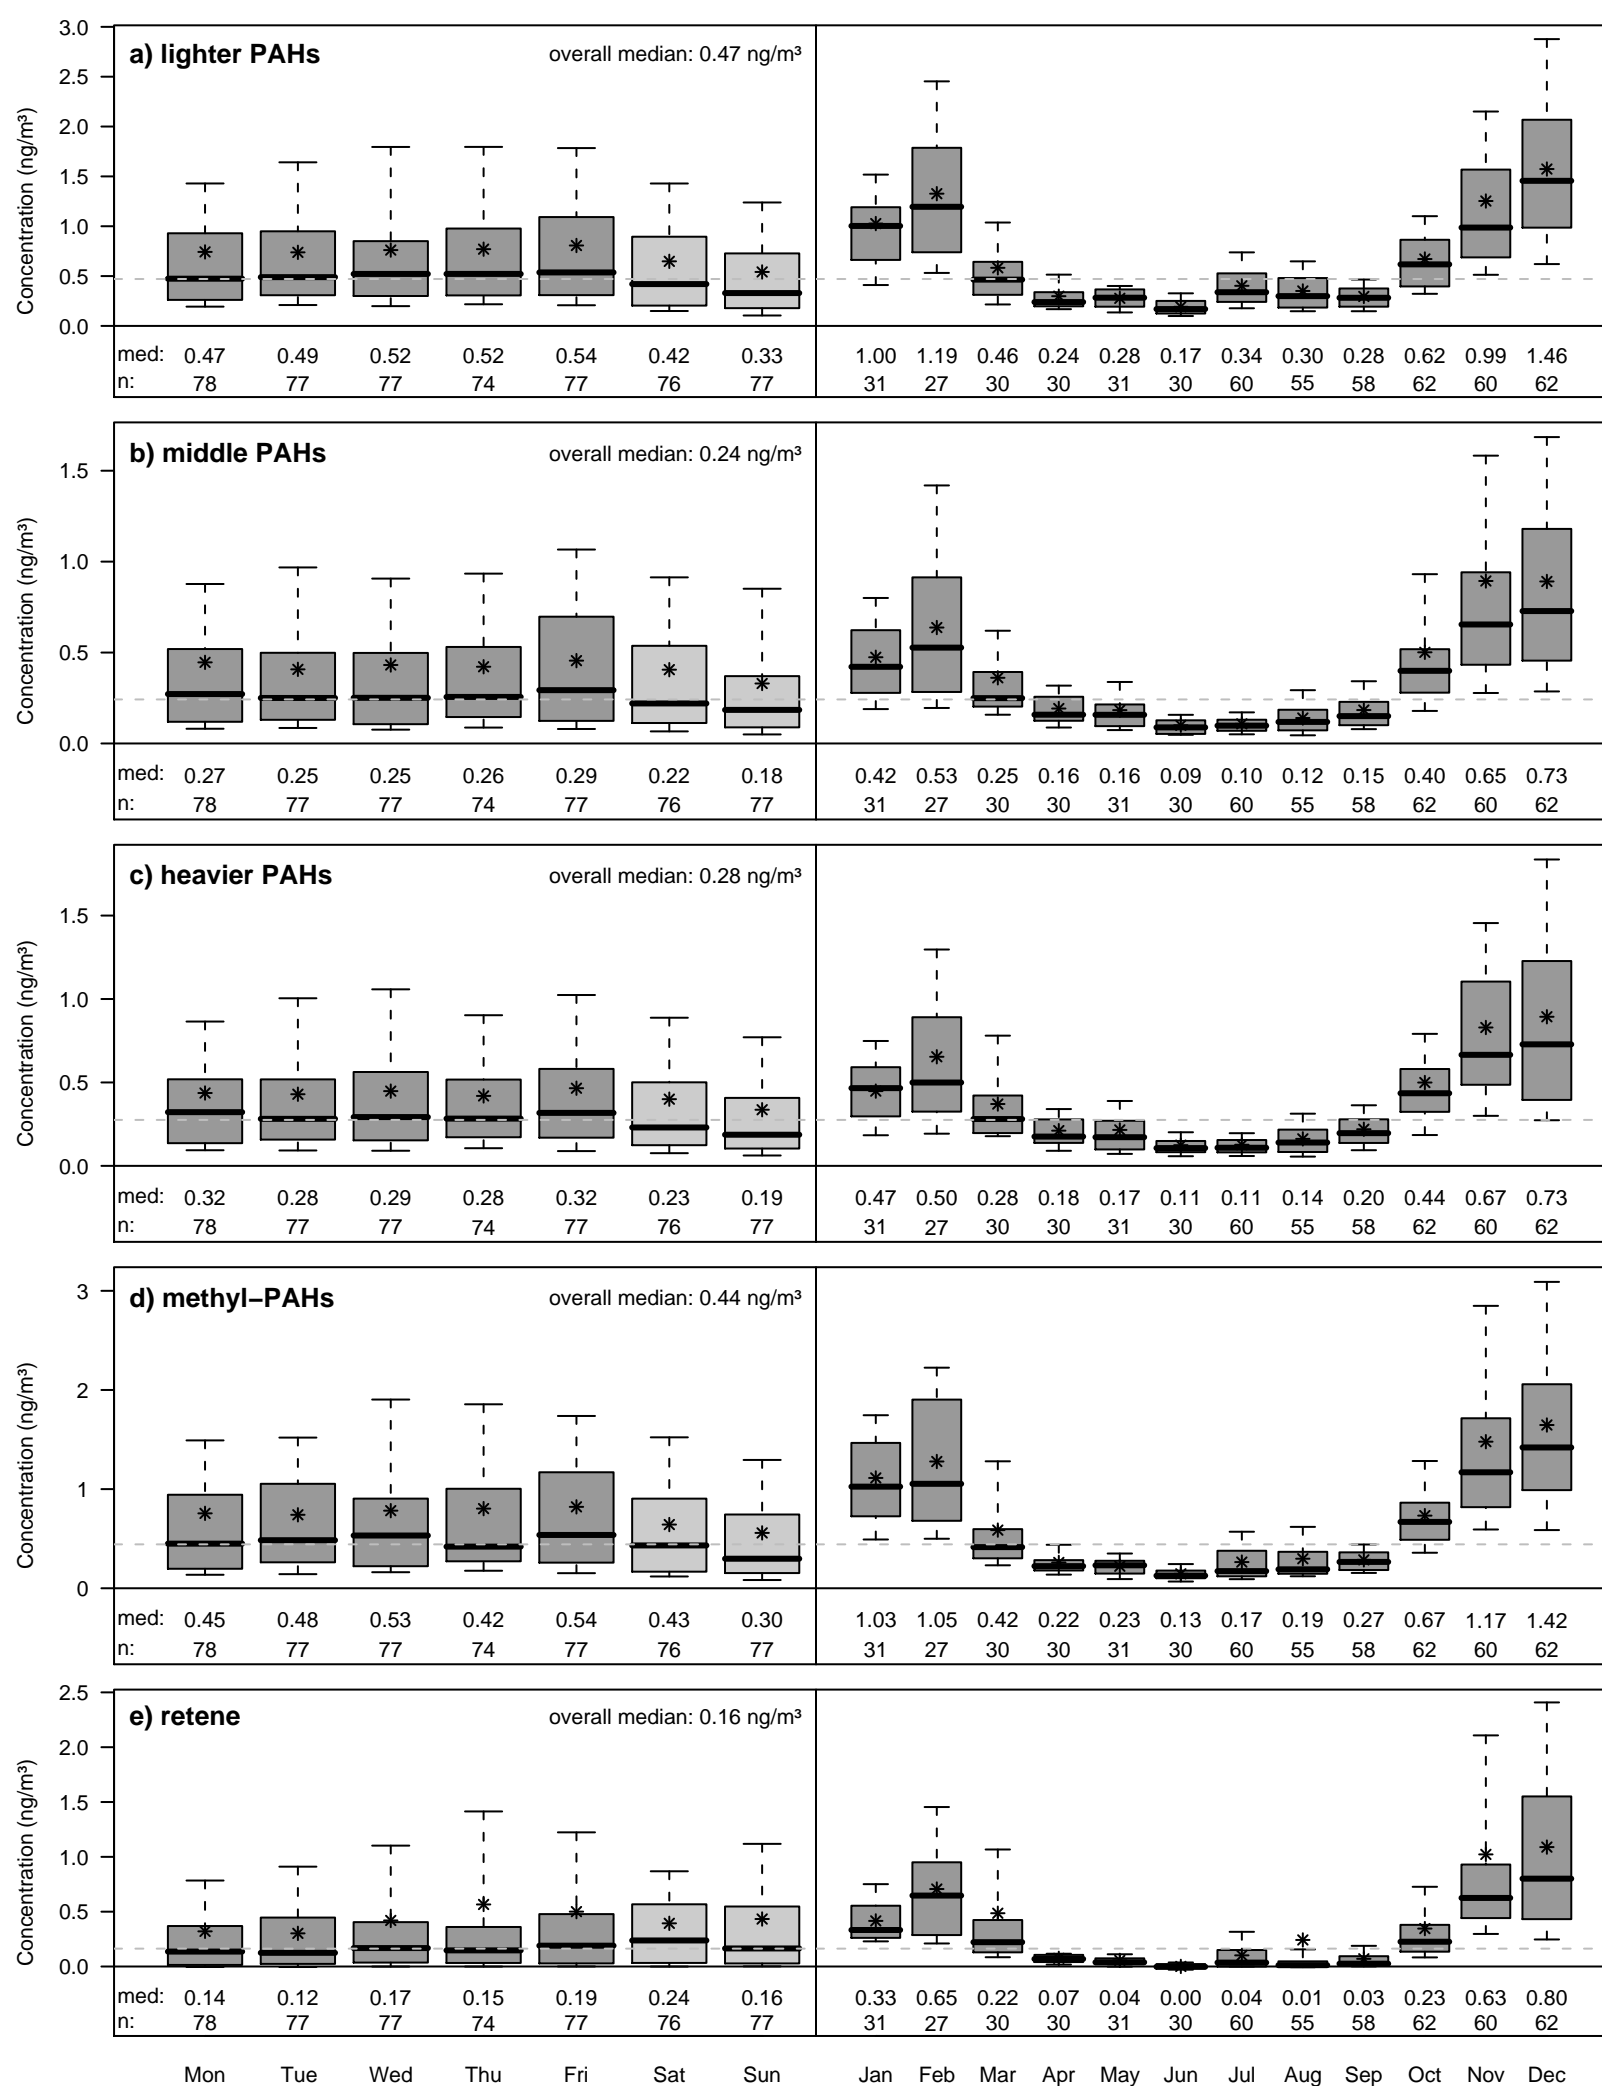 a) lighter PAHs overall median: 0.47 ng/m³
Concentration (ng/m³)
3.0
2.5
2.0
1.5
1.0
0.5
0.0
med: 0.47 0.49 0.52 0.52 0.54 0.42 0.33 1.00 1.19 0.46 0.24 0.28 0.17 0.34 0.30 0.28 0.62 0.99 1.46
n: 78 77 77 74 77 76 77 31 27 30 30 31 30 60 55 58 62 60 62
b) middle PAHs overall median: 0.24 ng/m³
Concentration (ng/m³)
1.5
1.0
0.5
0.0
med: 0.27 0.25 0.25 0.26 0.29 0.22 0.18 0.42 0.53 0.25 0.16 0.16 0.09 0.10 0.12 0.15 0.40 0.65 0.73
n: 78 77 77 74 77 76 77 31 27 30 30 31 30 60 55 58 62 60 62
c) heavier PAHs overall median: 0.28 ng/m³
Concentration (ng/m³)
1.5
1.0
0.5
0.0
med: 0.32 0.28 0.29 0.28 0.32 0.23 0.19 0.47 0.50 0.28 0.18 0.17 0.11 0.11 0.14 0.20 0.44 0.67 0.73
n: 78 77 77 74 77 76 77 31 27 30 30 31 30 60 55 58 62 60 62
d) methyl−PAHs overall median: 0.44 ng/m³
Concentration (ng/m³)
3
2
1
0
med: 0.45 0.48 0.53 0.42 0.54 0.43 0.30 1.03 1.05 0.42 0.22 0.23 0.13 0.17 0.19 0.27 0.67 1.17 1.42
n: 78 77 77 74 77 76 77 31 27 30 30 31 30 60 55 58 62 60 62
e) retene overall median: 0.16 ng/m³
Concentration (ng/m³)
2.5
2.0
1.5
1.0
0.5
0.0
med: 0.14 0.12 0.17 0.15 0.19 0.24 0.16 0.33 0.65 0.22 0.07 0.04 0.00 0.04 0.01 0.03 0.23 0.63 0.80
n: 78 77 77 74 77 76 77 31 27 30 30 31 30 60 55 58 62 60 62
Mon Tue Wed Thu Fri Sat Sun Jan Feb Mar Apr May Jun Jul Aug Sep Oct Nov Dec